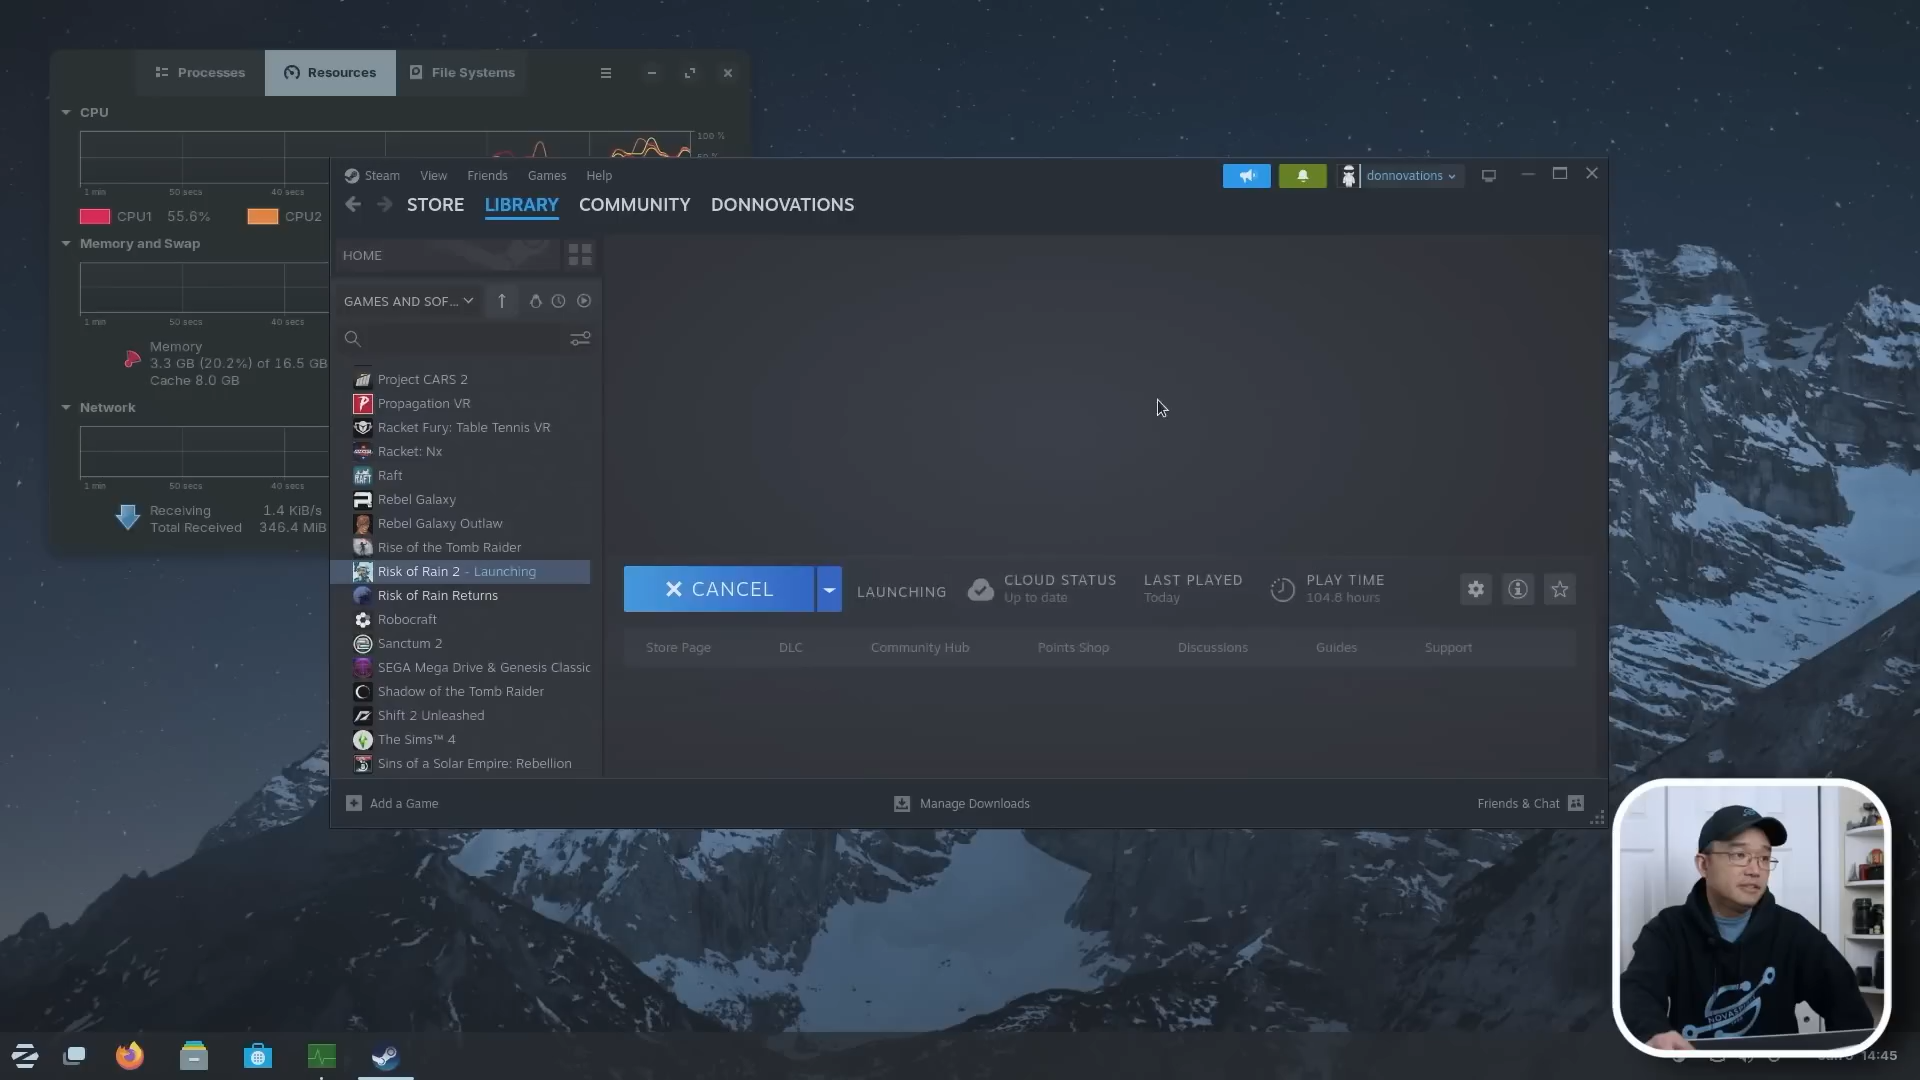 Processes
Resources
File Systems
CPU
100 %
1 min
50 secs
40 secs
CPU1 55.6%
CPU2
Memory and Swap
1 min
50 secs
40 secs
Memory
3.3 GB (20.2%) of 16.5 GB
Cache 8.0 GB
Network
1 min
50 secs
40 secs
Receiving 1.4 KiB/s
Total Received 346.4 MiB
Steam
View
Friends
Games
Help
donnovations
STORE
LIBRARY
COMMUNITY
DONNOVATIONS
HOME
GAMES AND SOF...
Project CARS 2
Propagation VR
Racket Fury: Table Tennis VR
Racket: Nx
Raft
Rebel Galaxy
Rebel Galaxy Outlaw
Rise of the Tomb Raider
Risk of Rain 2 - Launching
Risk of Rain Returns
Robocraft
Sanctum 2
SEGA Mega Drive & Genesis Classic
Shadow of the Tomb Raider
Shift 2 Unleashed
The Sims™ 4
Sins of a Solar Empire: Rebellion
CANCEL
LAUNCHING
CLOUD STATUS
Up to date
LAST PLAYED
Today
PLAY TIME
104.8 hours
Store Page
DLC
Community Hub
Points Shop
Discussions
Guides
Support
Add a Game
Manage Downloads
Friends & Chat
14:45